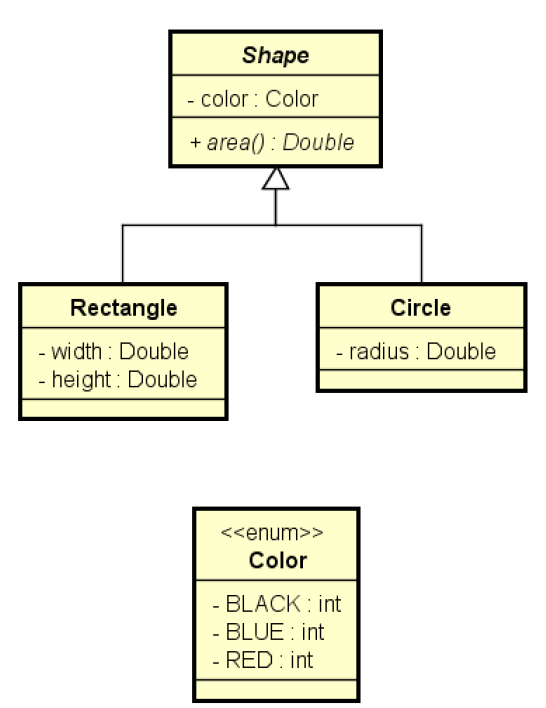 Shape
- color : Color
+ area() : Double
Rectangle
- width : Double
- height : Double
Circle
- radius : Double
<<enum>>
Color
- BLACK : int
- BLUE : int
- RED : int